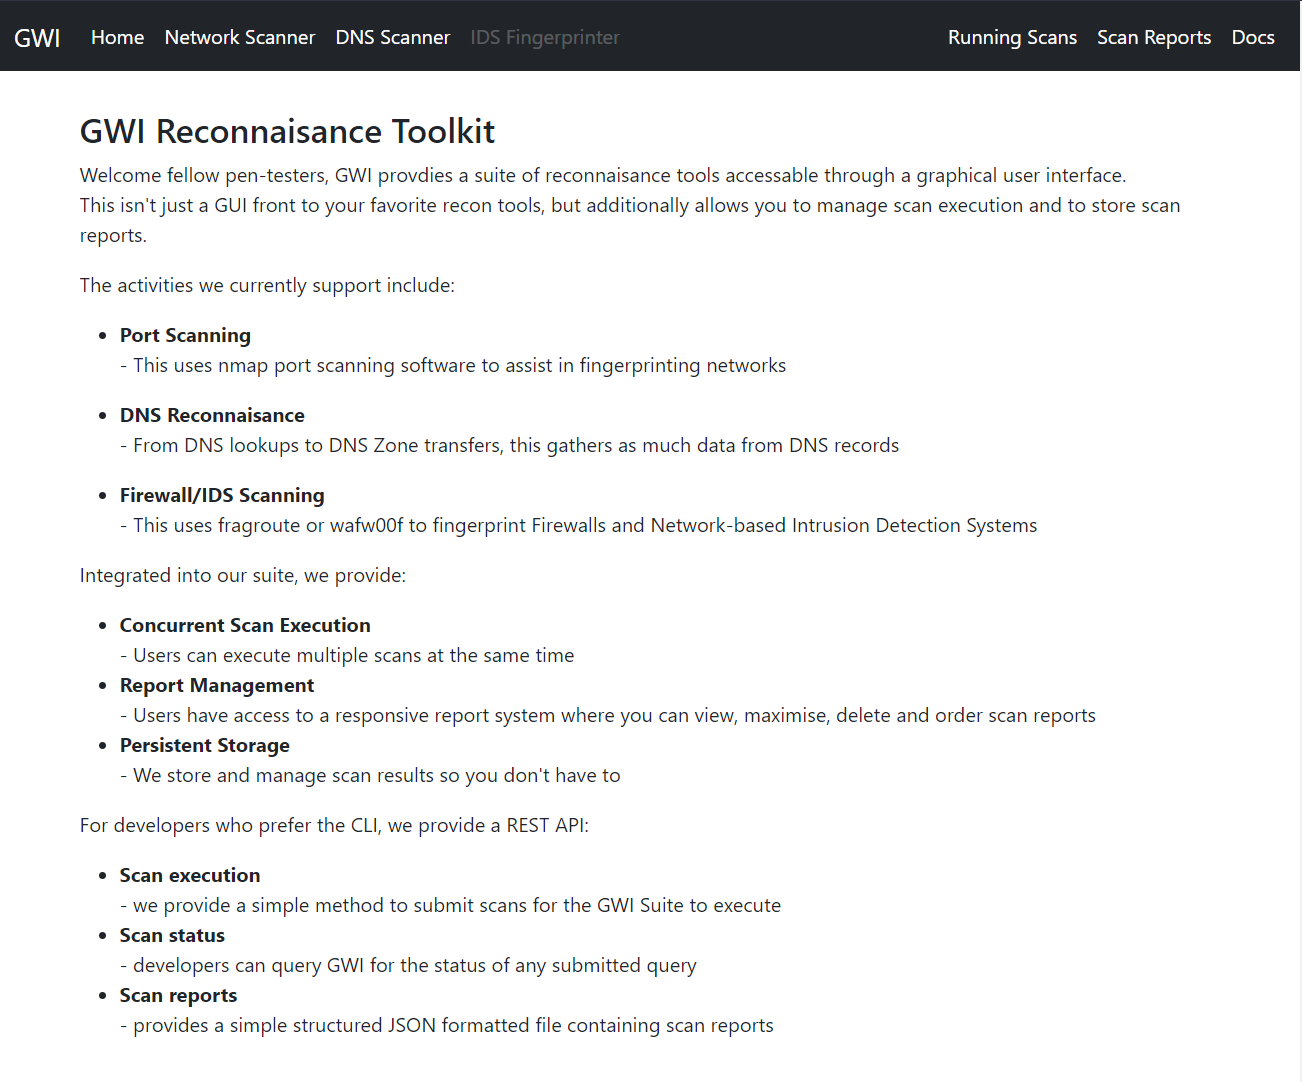 GWI Home Network Scanner DNS Scanner IDS Fingerprinter Running Scans Scan Reports Docs
GWI Reconnaisance Toolkit
Welcome fellow pen-testers, GWI provdies a suite of reconnaisance tools accessable through a graphical user interface.
This isn't just a GUI front to your favorite recon tools, but additionally allows you to manage scan execution and to store scan
reports.
The activities we currently support include:
• Port Scanning
- This uses nmap port scanning software to assist in fingerprinting networks
• DNS Reconnaisance
- From DNS lookups to DNS Zone transfers, this gathers as much data from DNS records
• Firewall/IDS Scanning
- This uses fragroute or wafw00f to fingerprint Firewalls and Network-based Intrusion Detection Systems
Integrated into our suite, we provide:
• Concurrent Scan Execution
- Users can execute multiple scans at the same time
• Report Management
- Users have access to a responsive report system where you can view, maximise, delete and order scan reports
• Persistent Storage
- We store and manage scan results so you don't have to
For developers who prefer the CLI, we provide a REST API:
• Scan execution
- we provide a simple method to submit scans for the GWI Suite to execute
• Scan status
- developers can query GWI for the status of any submitted query
• Scan reports
- provides a simple structured JSON formatted file containing scan reports